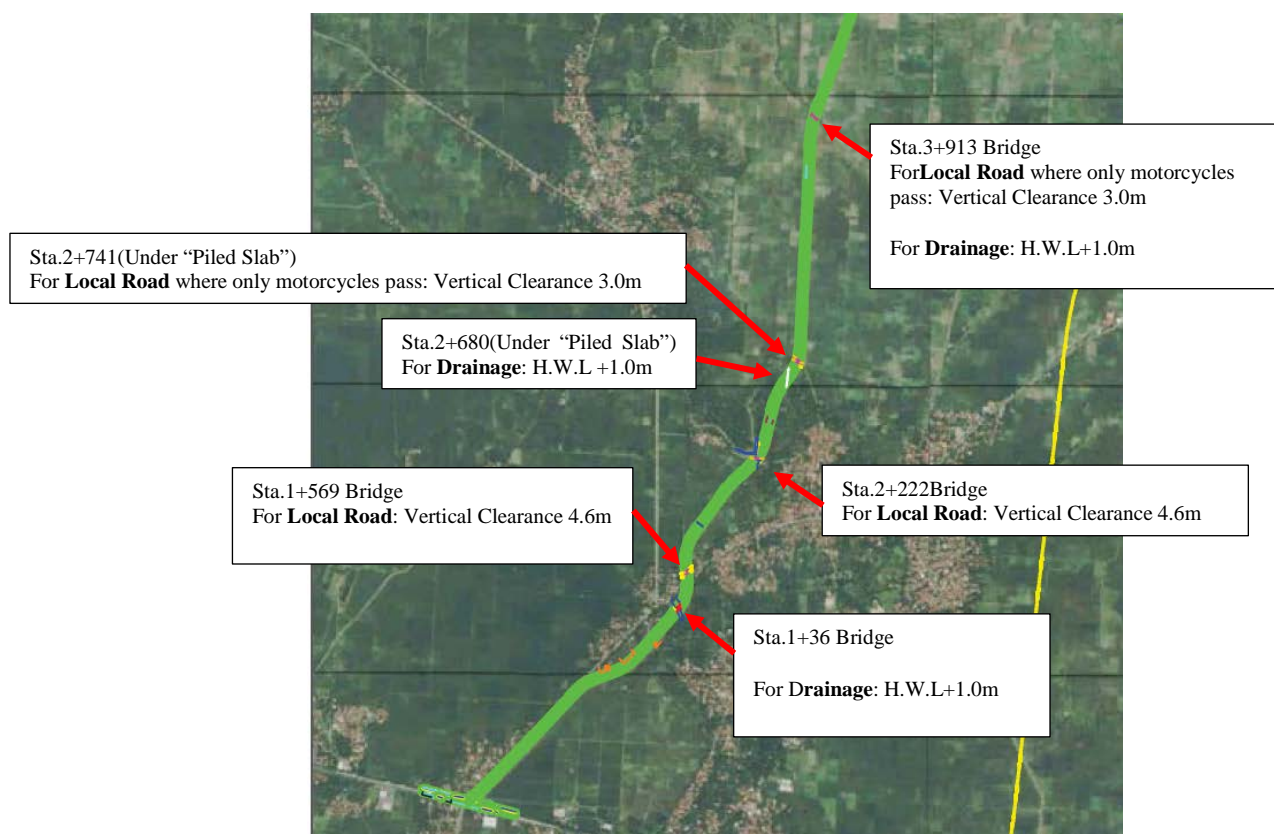 Sta.3+913 Bridge
ForLocal Road where only motorcycles
pass: Vertical Clearance 3.0m
For Drainage: H.W.L+1.0m
Sta.2+741(Under “Piled Slab”)
For Local Road where only motorcycles pass: Vertical Clearance 3.0m
Sta.2+680(Under “Piled Slab”)
For Drainage: H.W.L +1.0m
Sta.1+569 Bridge
For Local Road: Vertical Clearance 4.6m
Sta.2+222Bridge
For Local Road: Vertical Clearance 4.6m
Sta.1+36 Bridge
For Drainage: H.W.L+1.0m